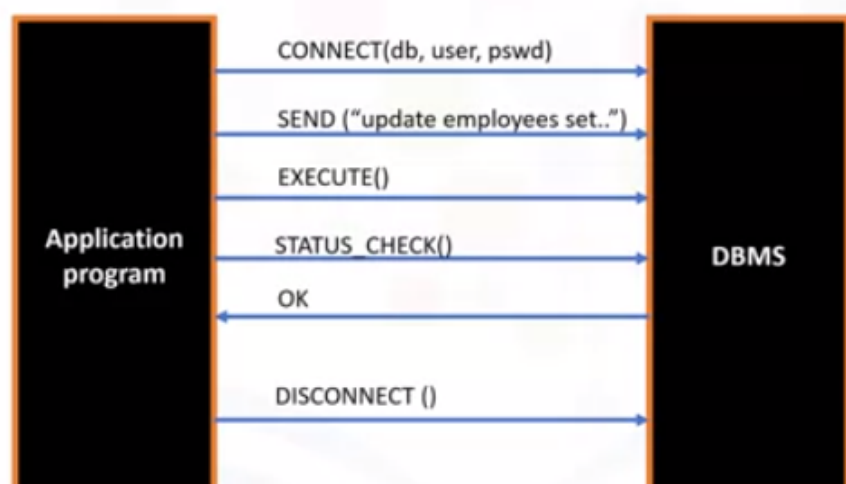 CONNECT(db, user, pswd)
SEND (“update employees set..”)
EXECUTE()
Application
program
STATUS_CHECK()
DBMS
OK
DISCONNECT ()